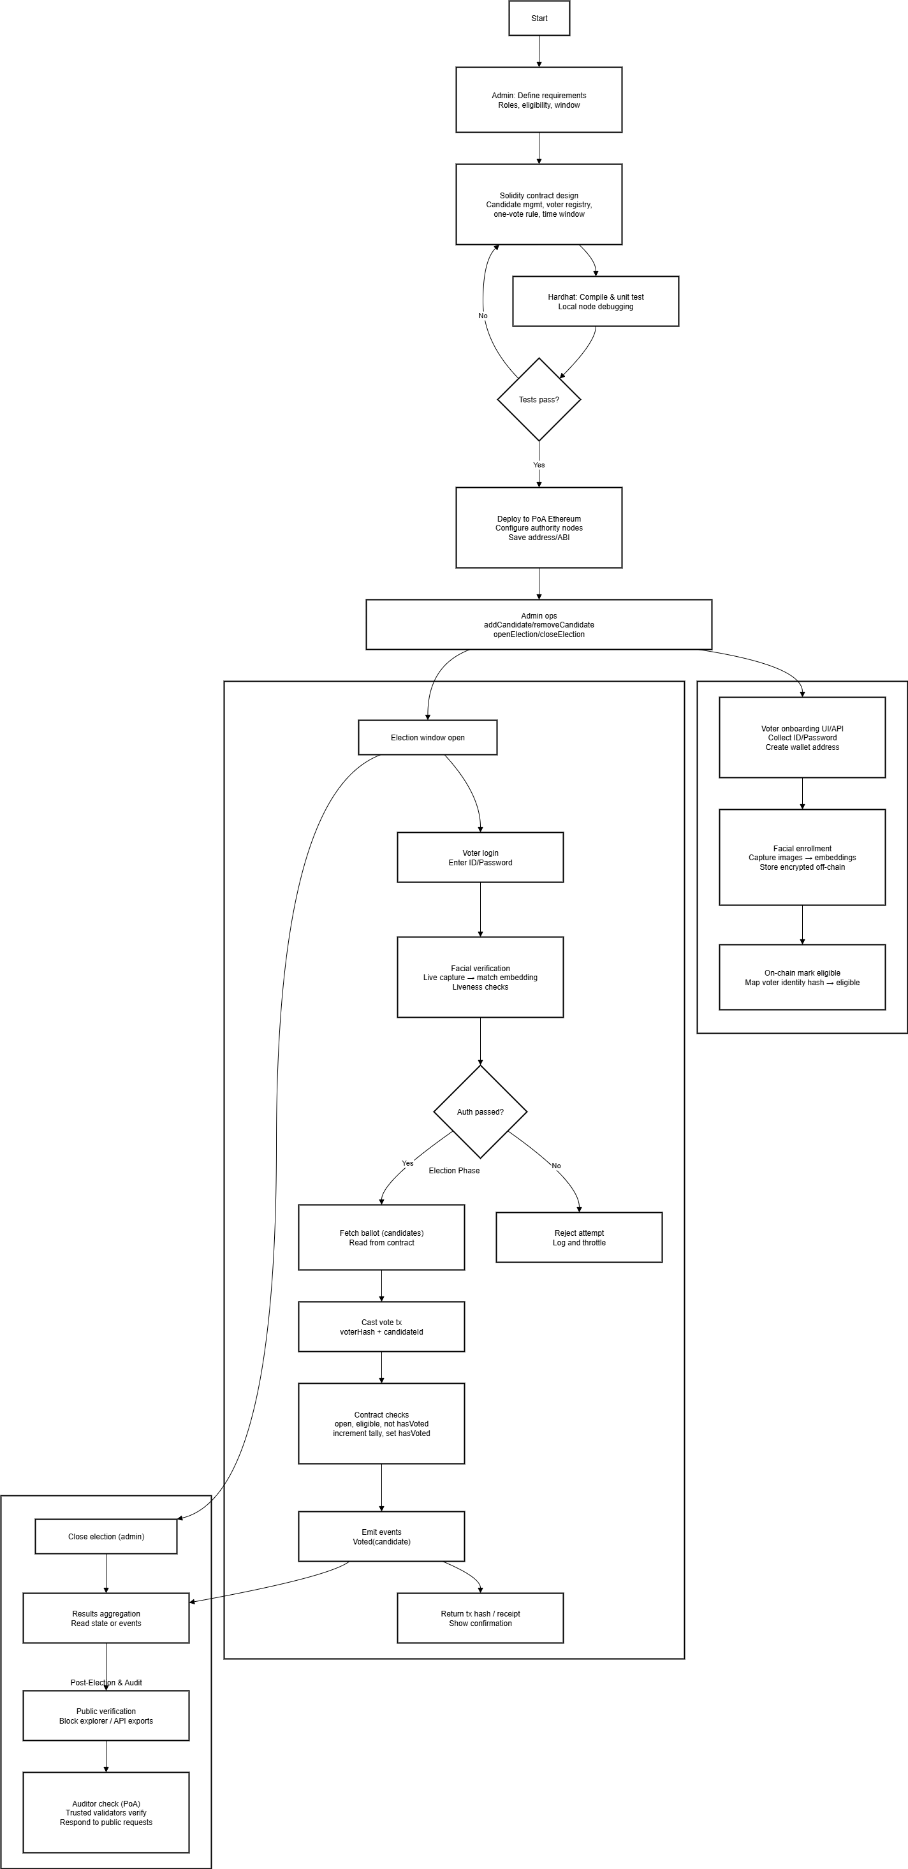 Start
Admin: Define requirements
Roles, eligibility, window
Solidity contract design
Candidate mgmt, voter registry,
one-vote rule, time window
Hardhat: Compile & unit test
Local node debugging
No
Tests pass?
Yes
Deploy to PoA Ethereum
Configure authority nodes
Save address/ABI
Admin ops
addCandidate/removeCandidate
openElection/closeElection
Election window open
Voter onboarding UI/API
Collect ID/Password
Create wallet address
Voter login
Enter ID/Password
Facial enrollment
Capture images → embeddings
Store encrypted off-chain
Facial verification
Live capture → match embedding
Liveness checks
On-chain mark eligible
Map voter identity hash → eligible
Auth passed?
Yes
No
Election Phase
Fetch ballot (candidates)
Read from contract
Reject attempt
Log and throttle
Cast vote tx
voterHash + candidateId
Contract checks
open, eligible, not hasVoted
increment tally, set hasVoted
Emit events
Voted(candidate)
Close election (admin)
Results aggregation
Read state or events
Return tx hash / receipt
Show confirmation
Post-Election & Audit
Public verification
Block explorer / API exports
Auditor check (PoA)
Trusted validators verify
Respond to public requests